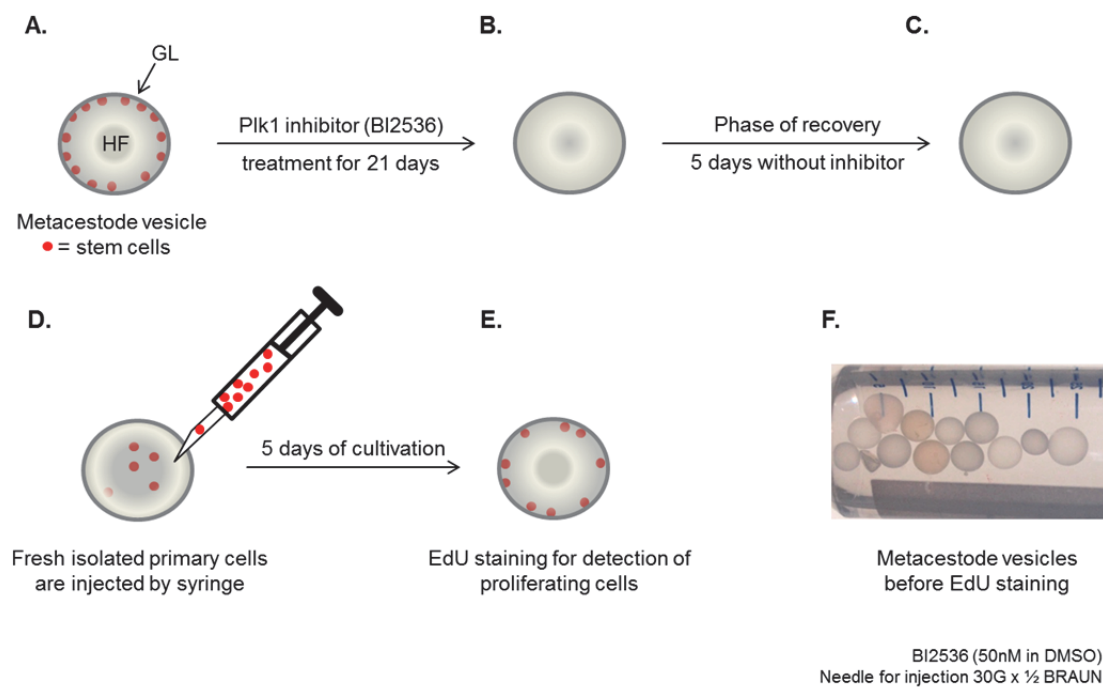 A.
B.
C.
GL
HF
Plk1 inhibitor (BI2536)
treatment for 21 days
Phase of recovery
5 days without inhibitor
Metacestode vesicle
= stem cells
D.
E.
F.
5 days of cultivation
Fresh isolated primary cells
are injected by syringe
EdU staining for detection of
proliferating cells
Metacestode vesicles
before EdU staining
BI2536 (50nM in DMSO)
Needle for injection 30G x ½ BRAUN